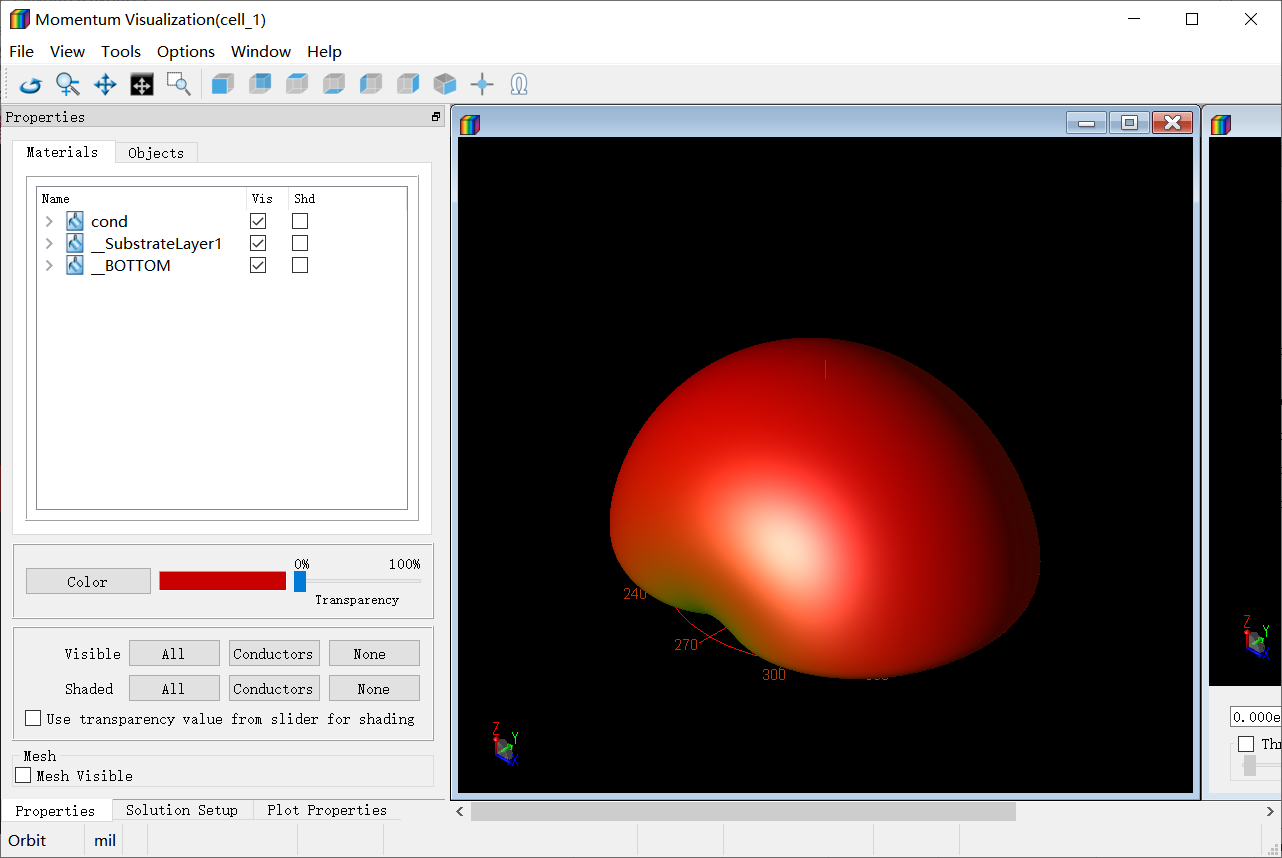 Momentum Visualization(cell_1)
File View Tools Options Window Help
Properties
Materials Objects
Name Vis Shd
cond
__SubstrateLayer1
__BOTTOM
0% 100%
Color
Transparency
Visible All Conductors None
Shaded All Conductors None
Use transparency value from slider for shading
Mesh
Mesh Visible
Properties Solution Setup Plot Properties
Orbit mil
240
270
300
Z
Y
X
Z
Y
X
0.000e
Thr